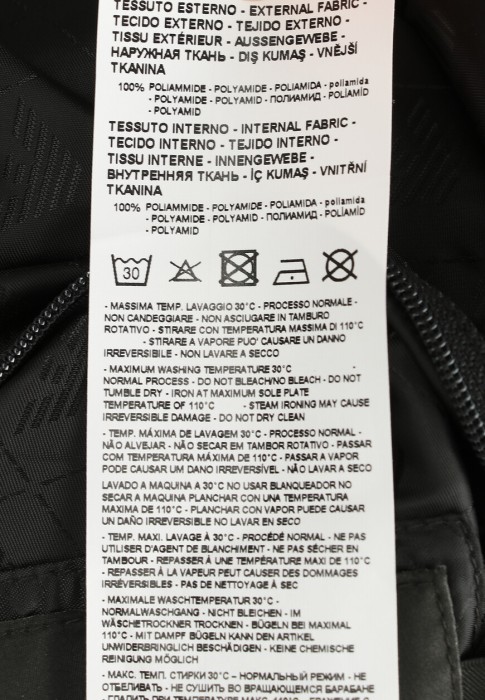 TESSUTO ESTERNO - EXTERNAL FABRIC -
TECIDO EXTERNO - TEJIDO EXTERNO -
TISSU EXTÉRIEUR - AUSSENGEWEBE -
НАРУЖНАЯ ТКАНЬ - DIŞ KUMAŞ - VNĚJŠÍ
TKANINA
100% POLIAMMIDE - POLYAMIDE - POLIAMIDA - poliamida
- POLYAMIDE - POLYAMID - ПОЛИАМИД - POLİAMİD
- POLYAMID
TESSUTO INTERNO - INTERNAL FABRIC -
TECIDO INTERNO - TEJIDO INTERNO -
TISSU INTERNE - INNENGEWEBE -
ВНУТРЕННЯЯ ТКАНЬ - İÇ KUMAŞ - VNITŘNÍ
TKANINA
100% POLIAMMIDE - POLYAMIDE - POLIAMIDA - poliamida
- POLYAMIDE - POLYAMID - ПОЛИАМИД - POLİAMİD
- POLYAMID
30
- MASSIMA TEMP. LAVAGGIO 30°C - PROCESSO NORMALE -
NON CANDEGGIARE - NON ASCIUGARE IN TAMBURO
ROTATIVO - STIRARE CON TEMPERATURA MASSIMA DI 110°C
- STIRARE A VAPORE PUO' CAUSARE UN DANNO
IRREVERSIBILE - NON LAVARE A SECCO
- MAXIMUM WASHING TEMPERATURE 30°C -
NORMAL PROCESS - DO NOT BLEACH/NO BLEACH - DO NOT
TUMBLE DRY - IRON AT MAXIMUM SOLE PLATE
TEMPERATURE OF 110°C - STEAM IRONING MAY CAUSE
IRREVERSIBLE DAMAGE - DO NOT DRY CLEAN
- TEMP. MÁXIMA DE LAVAGEM 30°C - PROCESSO NORMAL -
NÃO ALVEJAR - NÃO SECAR EM TAMBOR ROTATIVO - PASSAR
COM TEMPERATURA MÁXIMA DE 110°C - PASSAR A VAPOR
PODE CAUSAR UM DANO IRREVERSÍVEL - NÃO LAVAR A SECO
LAVADO A MAQUINA A 30°C NO USAR BLANQUEADOR NO
SECAR A MAQUINA PLANCHAR CON UNA TEMPERATURA
MAXIMA DE 110°C - PLANCHAR CON VAPOR PUEDE CAUSAR
UN DAÑO IRREVERSIBLE NO LAVAR EN SECO
- TEMP. MAXI. LAVAGE À 30°C - PROCÉDÉ NORMAL - NE PAS
UTILISER D'AGENT DE BLANCHIMENT - NE PAS SÉCHER EN
TAMBOUR - REPASSER À UNE TEMPÉRATURE MAXI DE 110°C
- REPASSER À LA VAPEUR PEUT CAUSER DES DOMMAGES
IRRÉVERSIBLES - PAS DE NETTOYAGE À SEC
- MAXIMALE WASCHTEMPERATUR 30°C -
NORMALWASCHGANG - NICHT BLEICHEN - IM
WÄSCHETROCKNER TROCKNEN - BÜGELN BEI MAXIMAL
110°C - MIT DAMPF BÜGELN KANN DEN ARTIKEL
UNWIDERBRINGLICH BESCHÄDIGEN - KEINE CHEMISCHE
REINIGUNG MÖGLICH
- МАКС. ТЕМП. СТИРКИ 30°C – НОРМАЛЬНЫЙ РЕЖИМ - НЕ
ОТБЕЛИВАТЬ - НЕ СУШИТЬ ВО ВРАЩАЮЩЕМСЯ БАРАБАНЕ